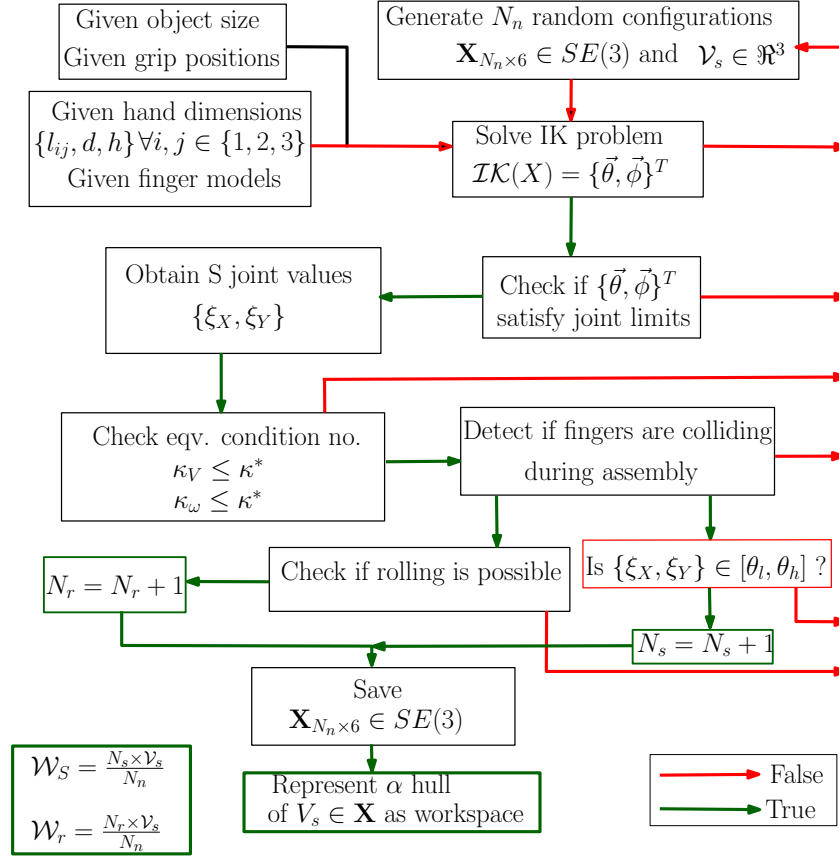 Given object size
Given grip positions
Generate $N_n$ random configurations
$\mathbf{X}_{N_n \times 6} \in SE(3)$ and $\mathcal{V}_s \in \Re^3$
Given hand dimensions
$\{l_{ij}, d, h\} \forall i, j \in \{1, 2, 3\}$
Given finger models
Solve IK problem
$\mathcal{IK}(X) = \{\vec{\theta}, \vec{\phi}\}^T$
Obtain S joint values
$\{\xi_X, \xi_Y\}$
Check if $\{\vec{\theta}, \vec{\phi}\}^T$
satisfy joint limits
Check eqv. condition no.
$\kappa_V \leq \kappa^*$
$\kappa_\omega \leq \kappa^*$
Detect if fingers are colliding
during assembly
$N_r = N_r + 1$
Check if rolling is possible
Is $\{\xi_X, \xi_Y\} \in [\theta_l, \theta_h]$ ?
$N_s = N_s + 1$
Save
$\mathbf{X}_{N_n \times 6} \in SE(3)$
$\mathcal{W}_S = \frac{N_s \times \mathcal{V}_s}{N_n}$
$\mathcal{W}_r = \frac{N_r \times \mathcal{V}_s}{N_n}$
Represent $\alpha$ hull
of $V_s \in \mathbf{X}$ as workspace
False
True